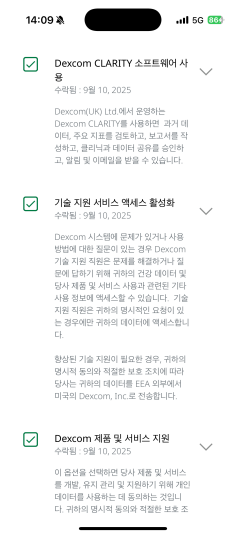 14:09
5G
86
Dexcom CLARITY 소프트웨어 사
용
수락됨 : 9월 10, 2025
Dexcom(UK) Ltd.에서 운영하는
Dexcom CLARITY를 사용하면  과거 데
이터, 주요 지표를 검토하고, 보고서를 작
성하고, 클리닉과 데이터 공유를 승인하
고, 알림 및 이메일을 받을 수 있습니다.
기술 지원 서비스 액세스 활성화
수락됨 : 9월 10, 2025
Dexcom 시스템에 문제가 있거나 사용
방법에 대한 질문이 있는 경우 Dexcom
기술 지원 직원은 문제를 해결하거나 질
문에 답하기 위해 귀하의 건강 데이터 및
당사 제품 및 서비스 사용과 관련된 기타
사용 정보에 액세스할 수 있습니다.  기술
지원 직원은 귀하의 명시적인 요청이 있
는 경우에만 귀하의 데이터에 액세스합니
다.
향상된 기술 지원이 필요한 경우, 귀하의
명시적 동의와 적절한 보호 조치에 따라
당사는 귀하의 데이터를 EEA 외부에서
미국의 Dexcom, Inc.로 전송합니다.
Dexcom 제품 및 서비스 지원
수락됨 : 9월 10, 2025
이 옵션을 선택하면 당사 제품 및 서비스
를 개발, 유지 관리 및 지원하기 위해 개인
데이터를 사용하는 데 동의하는 것입니
다. 귀하의 명시적 동의와 적절한 보호 조